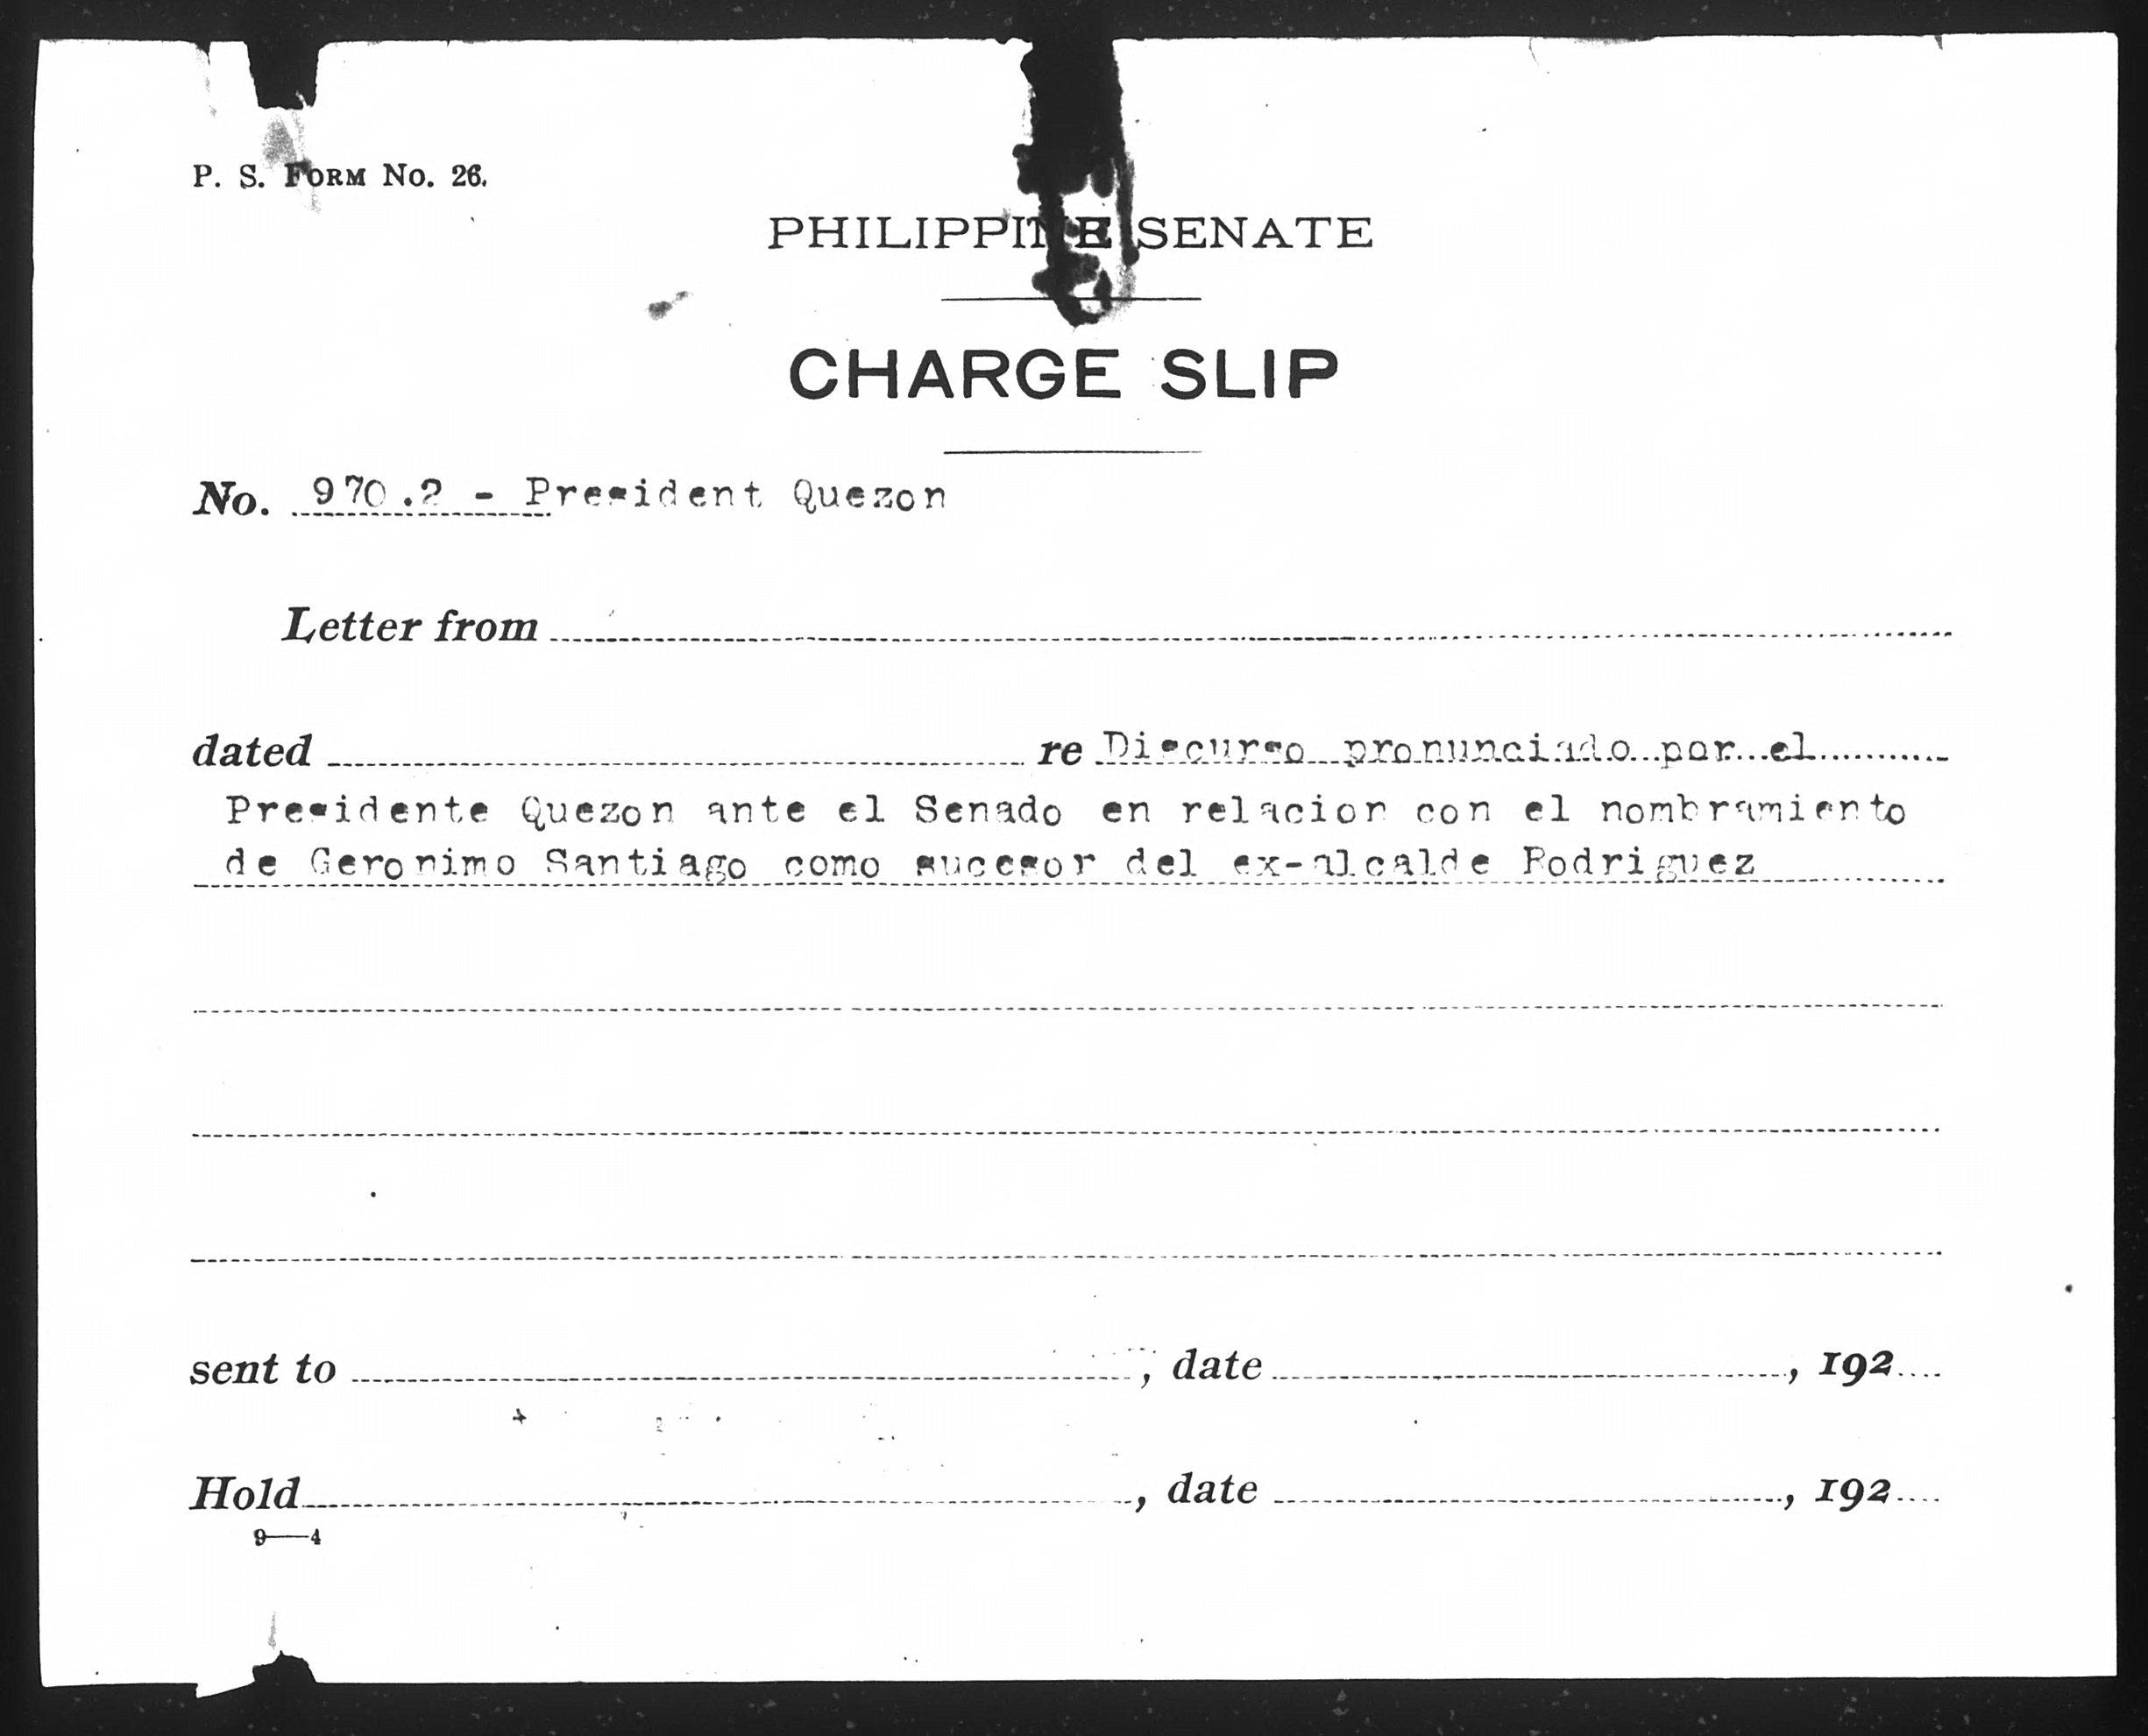 P. S. FORM No. 26.
PHILIPPINE SENATE
CHARGE SLIP
No. 970.2 - President Quezon
Letter from
dated re Discurso pronunciado por el
Presidente Quezon ante el Senado en relacion con el nombramiento
de Geronimo Santiago como sucesor del ex-alcalde Rodriguez
sent to , date , 192
Hold , date , 192
9—4